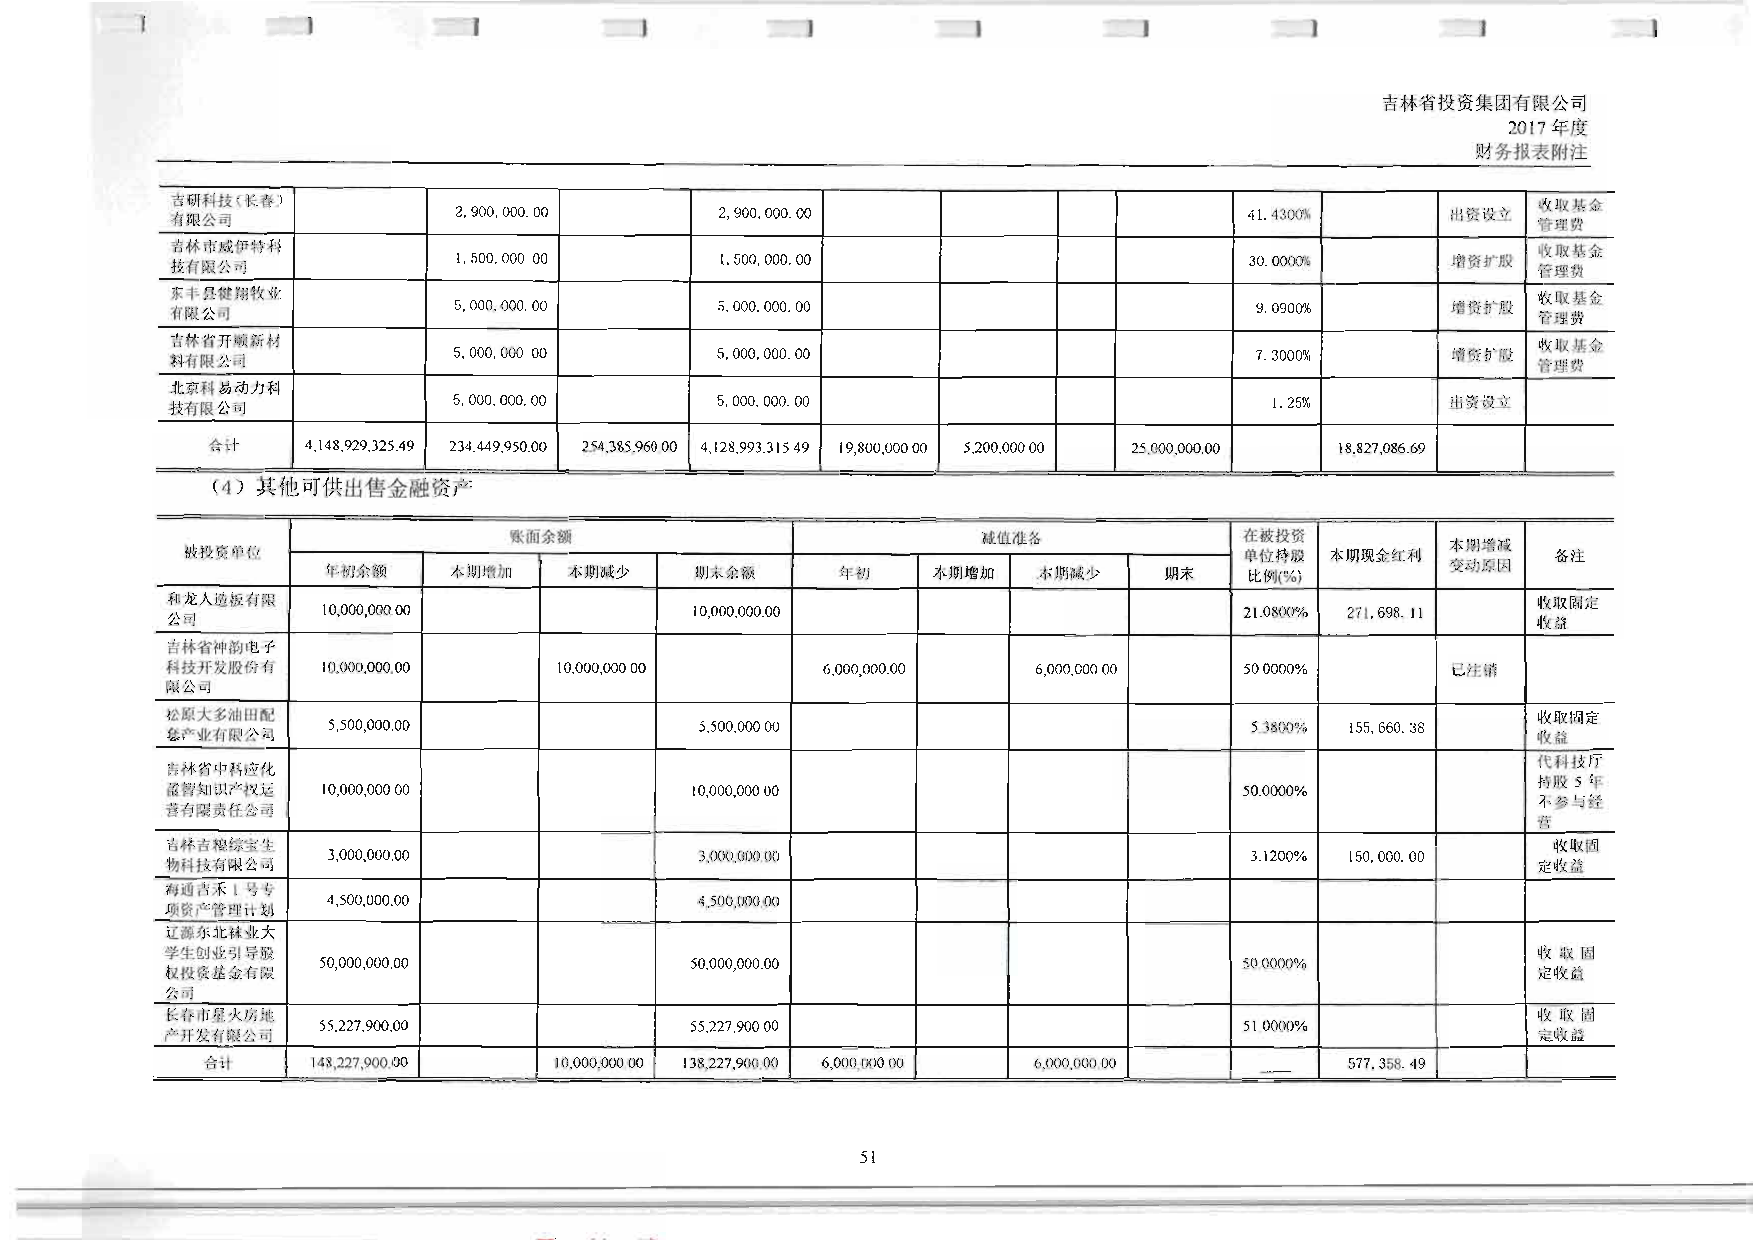 吉林省投资集团有限公司
2017 年度
财务报表附注
吉研科技（长春）有限公司 2,900,000.00 2,900,000.00 41.4300% 出资设立 收取基金管理费
吉林市威伊特科技有限公司 1,500,000 00 1,500,000.00 30.0000% 增资扩股 收取基金管理费
东丰县健翔牧业有限公司 5,000,000.00 5,000,000.00 9.0900% 增资扩股 收取基金管理费
吉林省开顺新材料有限公司 5,000,000 00 5,000,000.00 7.3000% 增资扩股 收取基金管理费
北京科易动力科技有限公司 5,000,000.00 5,000,000.00 1.25% 出资设立
合计 4,148,929,325.49 234,449,950.00 254,385,960.00 4,128,993,315 49 19,800,000 00 5,200,000 00 25,000,000.00 18,827,086.69
（4）其他可供出售金融资产
被投资单位 账面余额 减值准备 在被投资单位持股比例(%) 本期现金红利 本期增减变动原因 备注
年初余额 本期增加 本期减少 期末余额 年初 本期增加 本期减少 期末
和龙人造板有限公司 10,000,000 00 10,000,000.00 21.0800% 271,698.11 收取固定收益
吉林省神韵电子科技开发股份有限公司 10,000,000.00 10,000,000 00 6,000,000.00 6,000,000 00 50 0000% 已注销
松原大多油田配套产业有限公司 5,500,000.00 5,500,000 00 5 3800% 155,660.38 收取固定收益
吉林省中科应化 知识产权运营有限责任公司 10,000,000 00 10,000,000 00 50.0000% 代科技厅持股 5 年不参与经营
吉林吉粮综宝生物科技有限公司 3,000,000.00 3,000,000 00 3.1200% 150,000.00 收取固定收益
海通吉禾 1 号专项资产管理计划 4,500,000.00 4,500,000 00
辽源东北袜业大学生创业引导股权投资基金有限公司 50,000,000.00 50,000,000.00 50 0000% 收取固定收益
长春市星火房地产开发有限公司 55,227,900.00 55,227,900 00 51 0000% 收取固定收益
合计 148,227,900.00 10,000,000 00 138,227,900 00 6,000,000 00 6,000,000.00 —— 577,358.49
51